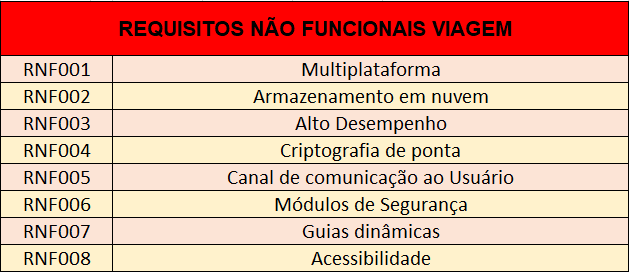 REQUISITOS NÃO FUNCIONAIS VIAGEM
RNF001 Multiplataforma
RNF002 Armazenamento em nuvem
RNF003 Alto Desempenho
RNF004 Criptografia de ponta
RNF005 Canal de comunicação ao Usuário
RNF006 Módulos de Segurança
RNF007 Guias dinâmicas
RNF008 Acessibilidade